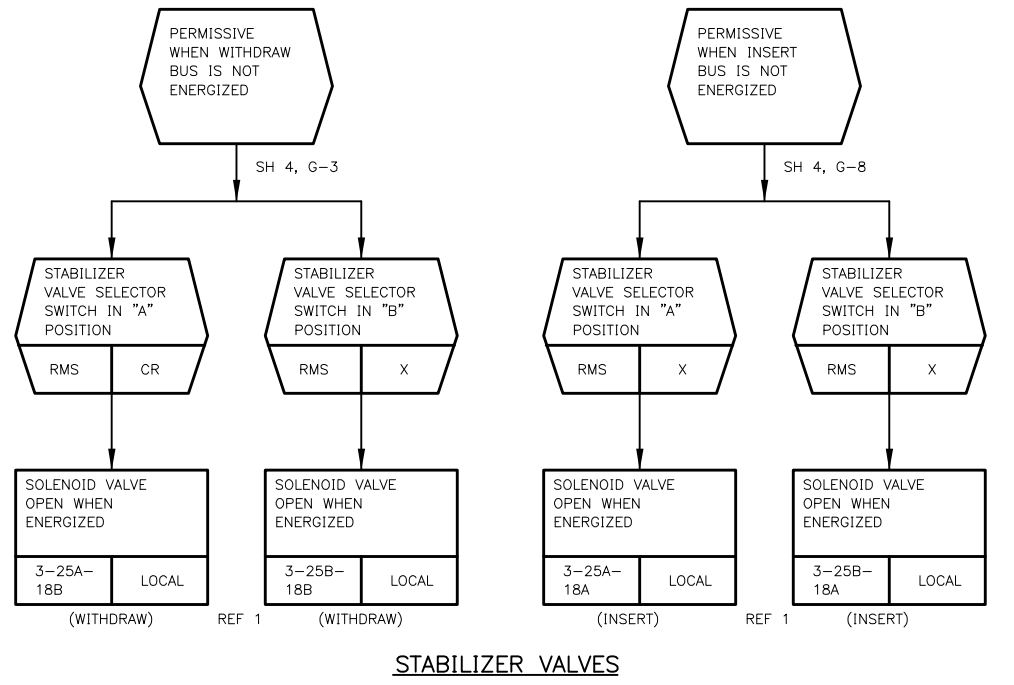 PERMISSIVE
WHEN WITHDRAW
BUS IS NOT
ENERGIZED
SH 4, G-3
STABILIZER
VALVE SELECTOR
SWITCH IN "A"
POSITION
RMS
CR
STABILIZER
VALVE SELECTOR
SWITCH IN "B"
POSITION
RMS
X
SOLENOID VALVE
OPEN WHEN
ENERGIZED
3-25A-
18B
LOCAL
(WITHDRAW)
REF 1
SOLENOID VALVE
OPEN WHEN
ENERGIZED
3-25B-
18B
LOCAL
(WITHDRAW)
PERMISSIVE
WHEN INSERT
BUS IS NOT
ENERGIZED
SH 4, G-8
STABILIZER
VALVE SELECTOR
SWITCH IN "A"
POSITION
RMS
X
STABILIZER
VALVE SELECTOR
SWITCH IN "B"
POSITION
RMS
X
SOLENOID VALVE
OPEN WHEN
ENERGIZED
3-25A-
18A
LOCAL
(INSERT)
REF 1
SOLENOID VALVE
OPEN WHEN
ENERGIZED
3-25B-
18A
LOCAL
(INSERT)
STABILIZER VALVES